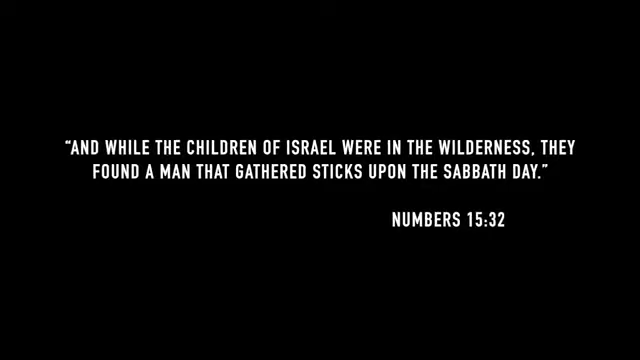 “AND WHILE THE CHILDREN OF ISRAEL WERE IN THE WILDERNESS, THEY
FOUND A MAN THAT GATHERED STICKS UPON THE SABBATH DAY.”
NUMBERS 15:32